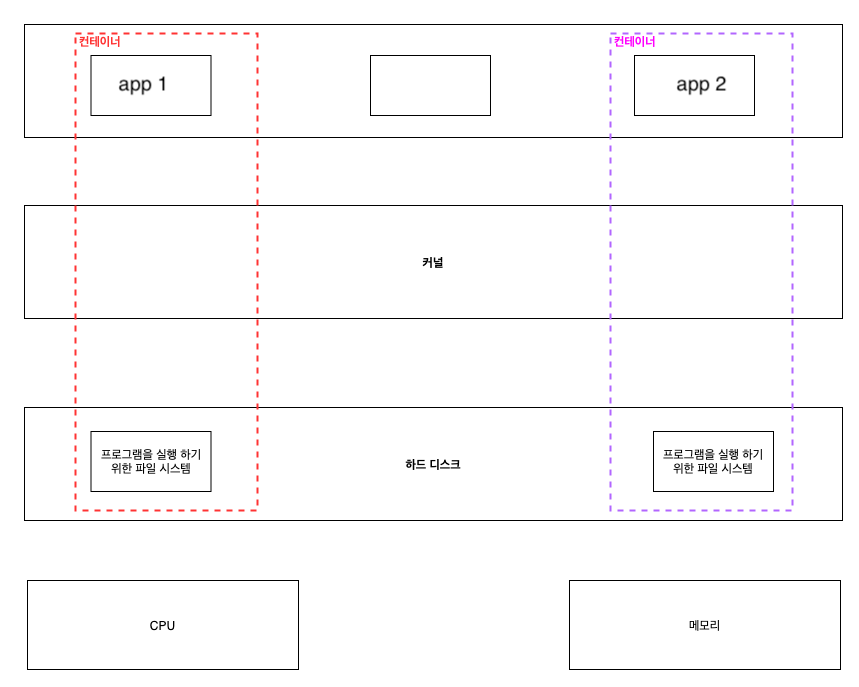 컨테이너
컨테이너
app 1
app 2
커널
프로그램을 실행 하기
위한 파일 시스템
하드 디스크
프로그램을 실행 하기
위한 파일 시스템
CPU
메모리